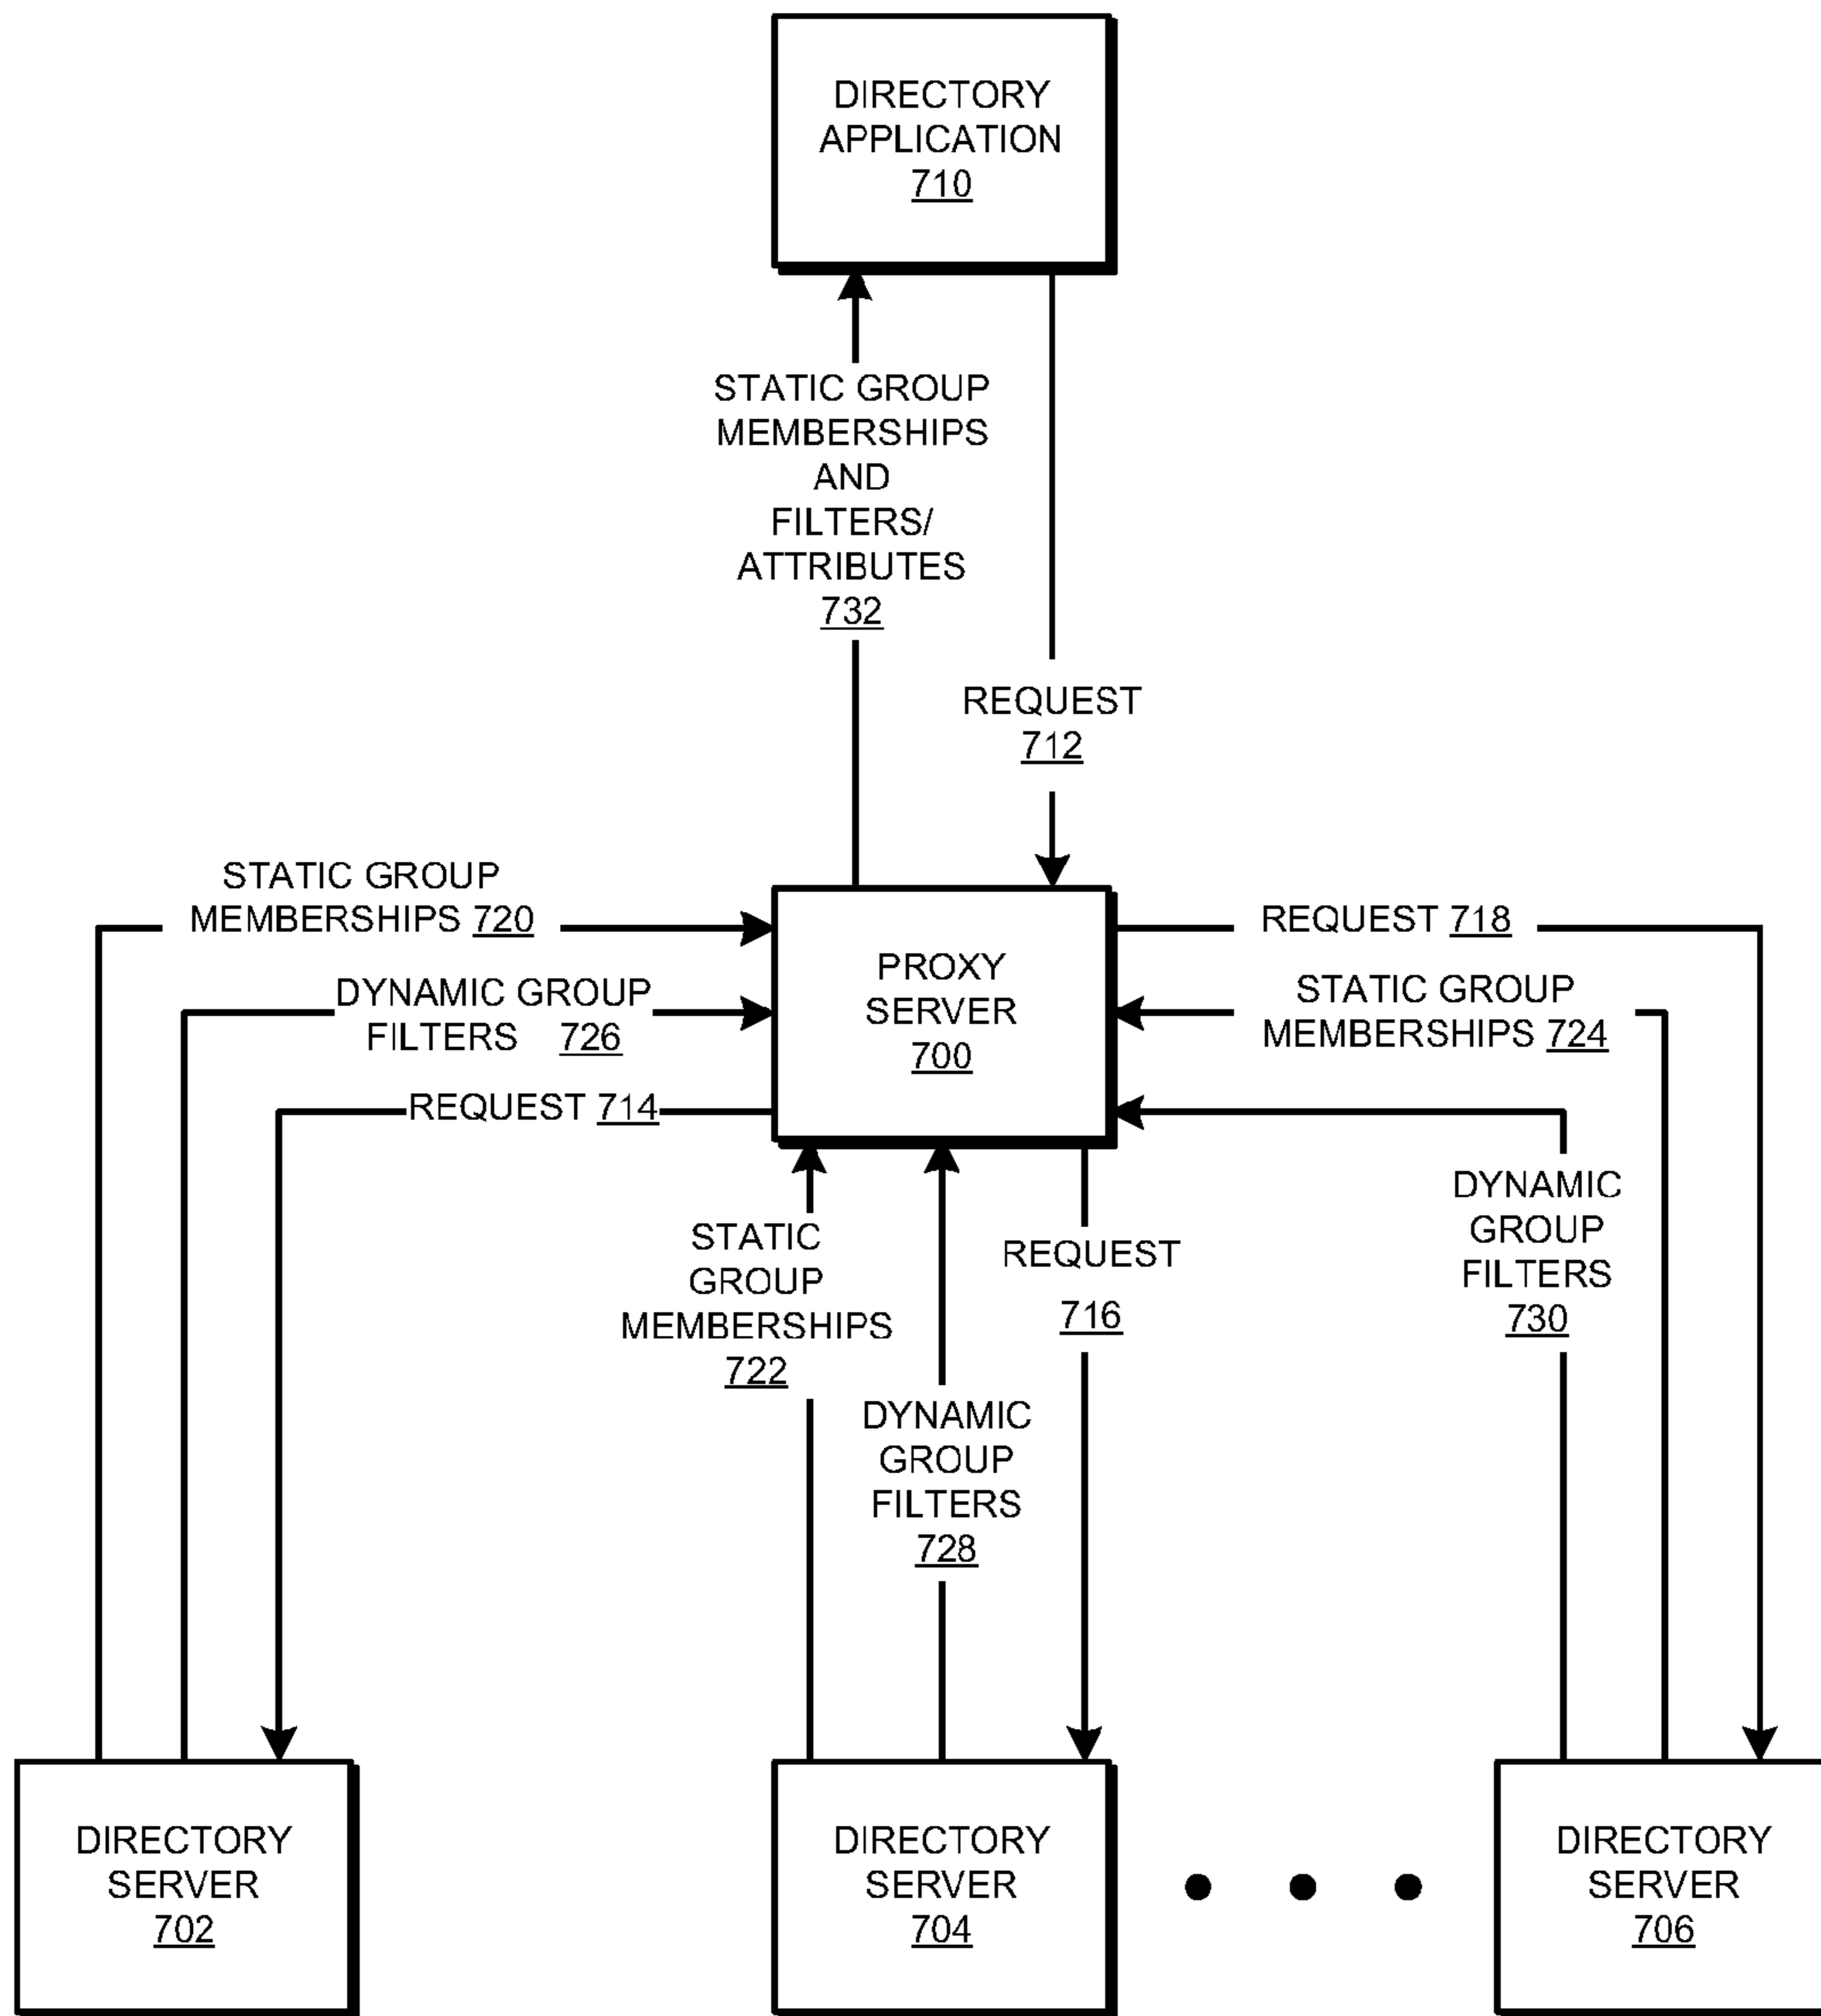 DIRECTORY
APPLICATION
710
STATIC GROUP
MEMBERSHIPS
AND
FILTERS/
ATTRIBUTES
732
REQUEST
712
STATIC GROUP
MEMBERSHIPS 720
DYNAMIC GROUP
FILTERS 726
REQUEST 714
PROXY
SERVER
700
REQUEST 718
STATIC GROUP
MEMBERSHIPS 724
STATIC
GROUP
MEMBERSHIPS
722
DYNAMIC
GROUP
FILTERS
728
REQUEST
716
DYNAMIC
GROUP
FILTERS
730
DIRECTORY
SERVER
702
DIRECTORY
SERVER
704
DIRECTORY
SERVER
706